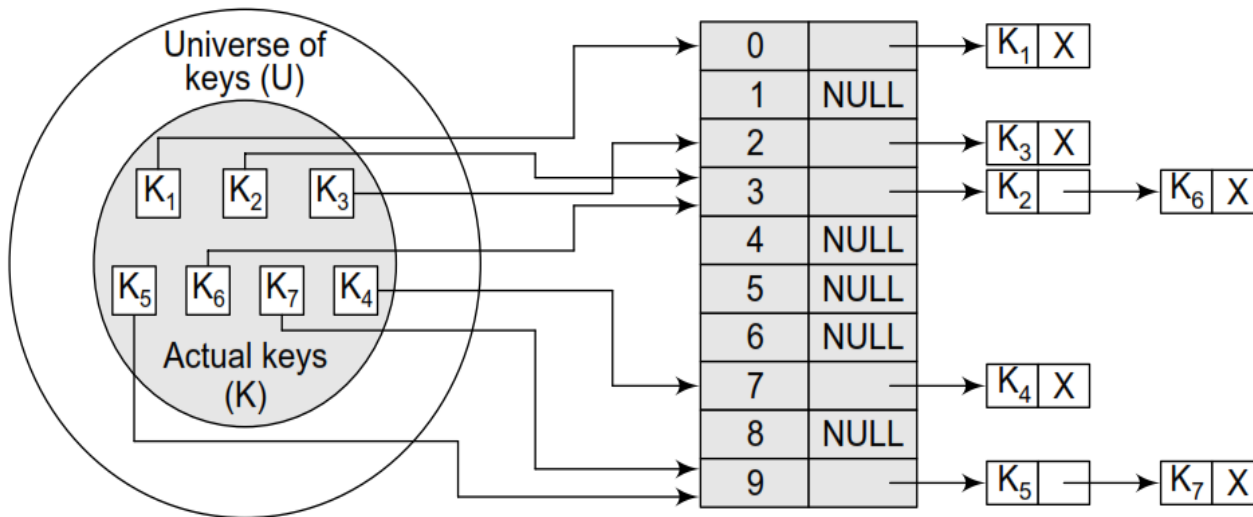 Universe of
keys (U)
K₁ K₂ K₃
K₅ K₆ K₇ K₄
Actual keys
(K)
0 K₁ X
1 NULL
2 K₃ X
3 K₂ K₆ X
4 NULL
5 NULL
6 NULL
7 K₄ X
8 NULL
9 K₅ K₇ X